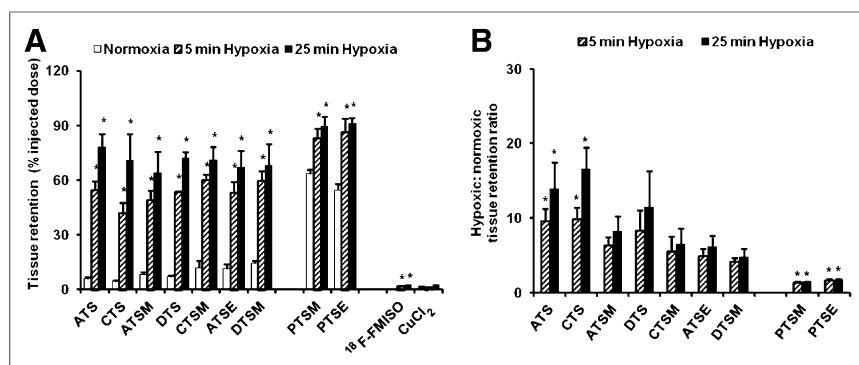 A
Normoxia 5 min Hypoxia 25 min Hypoxia
Tissue retention (% injected dose)
120
90
60
30
0
* * * * * * * * * * * * * * * * * * * *
ATS CTS ATSM DTS CTSM ATSE DTSM PTSM PTSE 18F-FMISO CuCl2
B
5 min Hypoxia 25 min Hypoxia
Hypoxic: normoxic
tissue retention ratio
30
20
10
0
* * * * * * * *
ATS CTS ATSM DTS CTSM ATSE DTSM PTSM PTSE